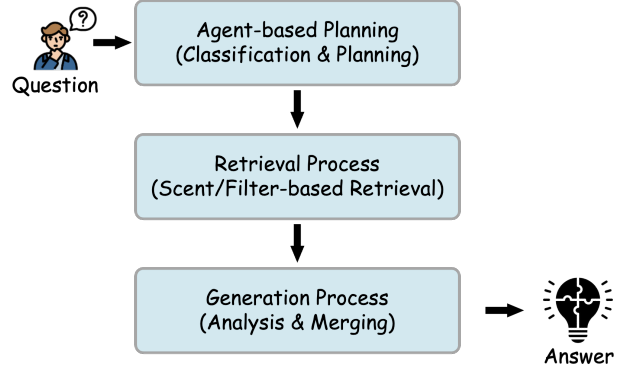 ?
Question
Agent-based Planning
(Classification & Planning)
Retrieval Process
(Scent/Filter-based Retrieval)
Generation Process
(Analysis & Merging)
Answer